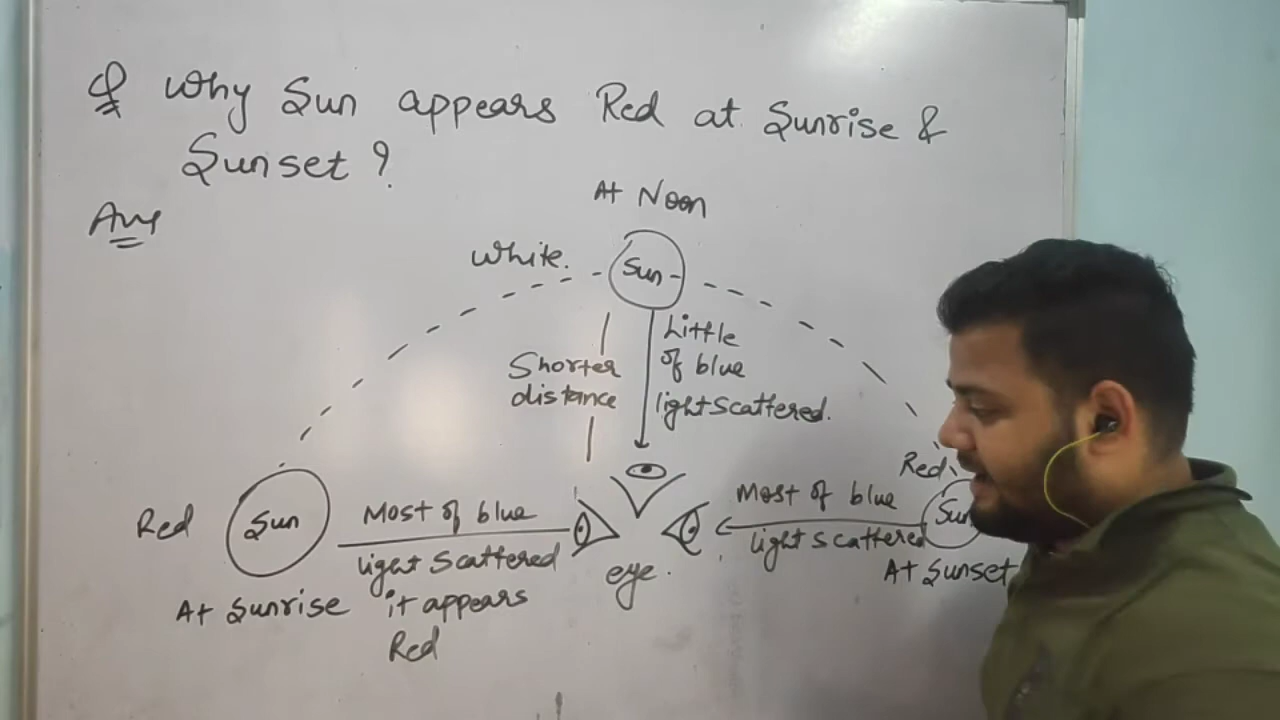 Q Why Sun appears Red at Sunrise &
Sunset ?
Ans
At Noon
White.
Sun
Shorter
distance
Little
of blue
light scattered.
Red
Sun
Most of blue
light scattered
it appears
Red
At Sunrise
eye.
Most of blue
light scattered
Red
Sun
At Sunset